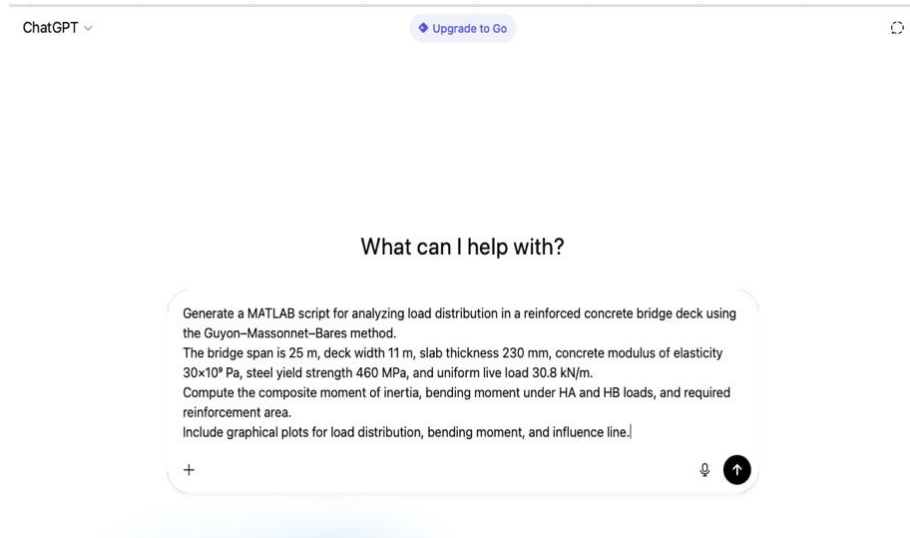 ChatGPT
Upgrade to Go
What can I help with?
Generate a MATLAB script for analyzing load distribution in a reinforced concrete bridge deck using
the Guyon–Massonnet–Bares method.
The bridge span is 25 m, deck width 11 m, slab thickness 230 mm, concrete modulus of elasticity
30×10⁹ Pa, steel yield strength 460 MPa, and uniform live load 30.8 kN/m.
Compute the composite moment of inertia, bending moment under HA and HB loads, and required
reinforcement area.
Include graphical plots for load distribution, bending moment, and influence line.